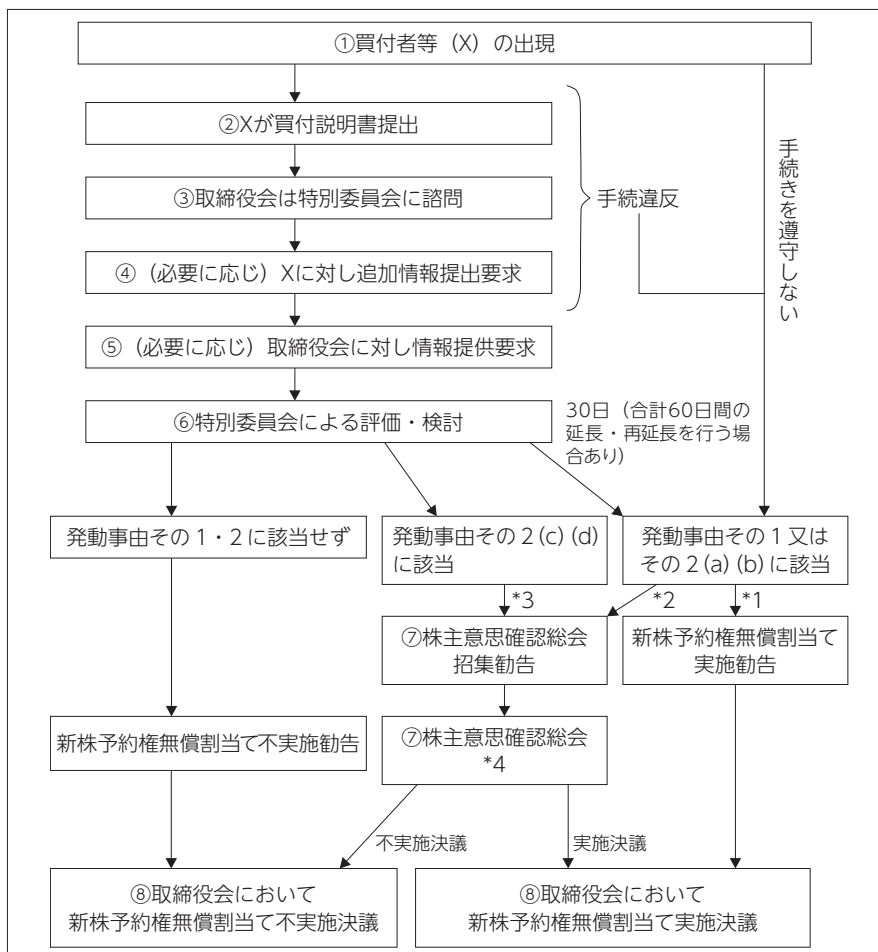 ①買付者等（X）の出現
②Xが買付説明書提出
③取締役会は特別委員会に諮問
手続違反
手続きを遵守しない
④（必要に応じ）Xに対し追加情報提出要求
⑤（必要に応じ）取締役会に対し情報提供要求
⑥特別委員会による評価・検討
30日（合計60日間の
延長・再延長を行う場
合あり）
発動事由その１・２に該当せず
発動事由その２(c) (d)
に該当
発動事由その１又は
その２(a) (b)に該当
*3
*2
*1
⑦株主意思確認総会
招集勧告
新株予約権無償割当て
実施勧告
新株予約権無償割当て不実施勧告
⑦株主意思確認総会
*4
不実施決議
実施決議
⑧取締役会において
新株予約権無償割当て不実施決議
⑧取締役会において
新株予約権無償割当て実施決議